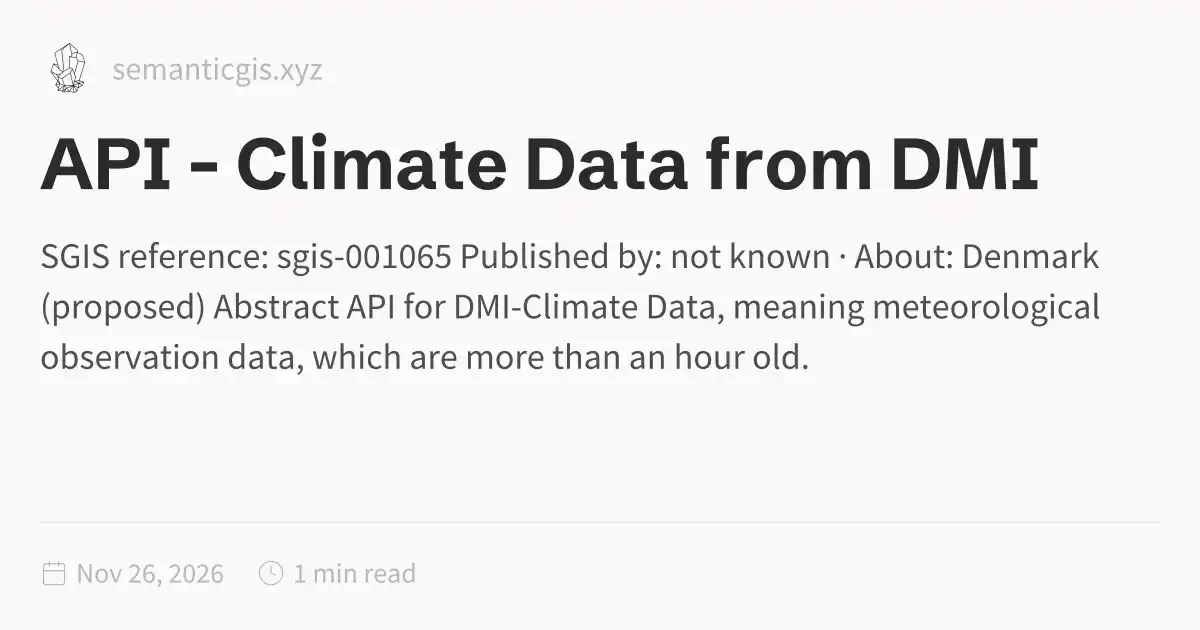 semanticgis.xyz
API - Climate Data from DMI
SGIS reference: sgis-001065 Published by: not known · About: Denmark
(proposed) Abstract API for DMI-Climate Data, meaning meteorological
observation data, which are more than an hour old.
Nov 26, 2026
1 min read